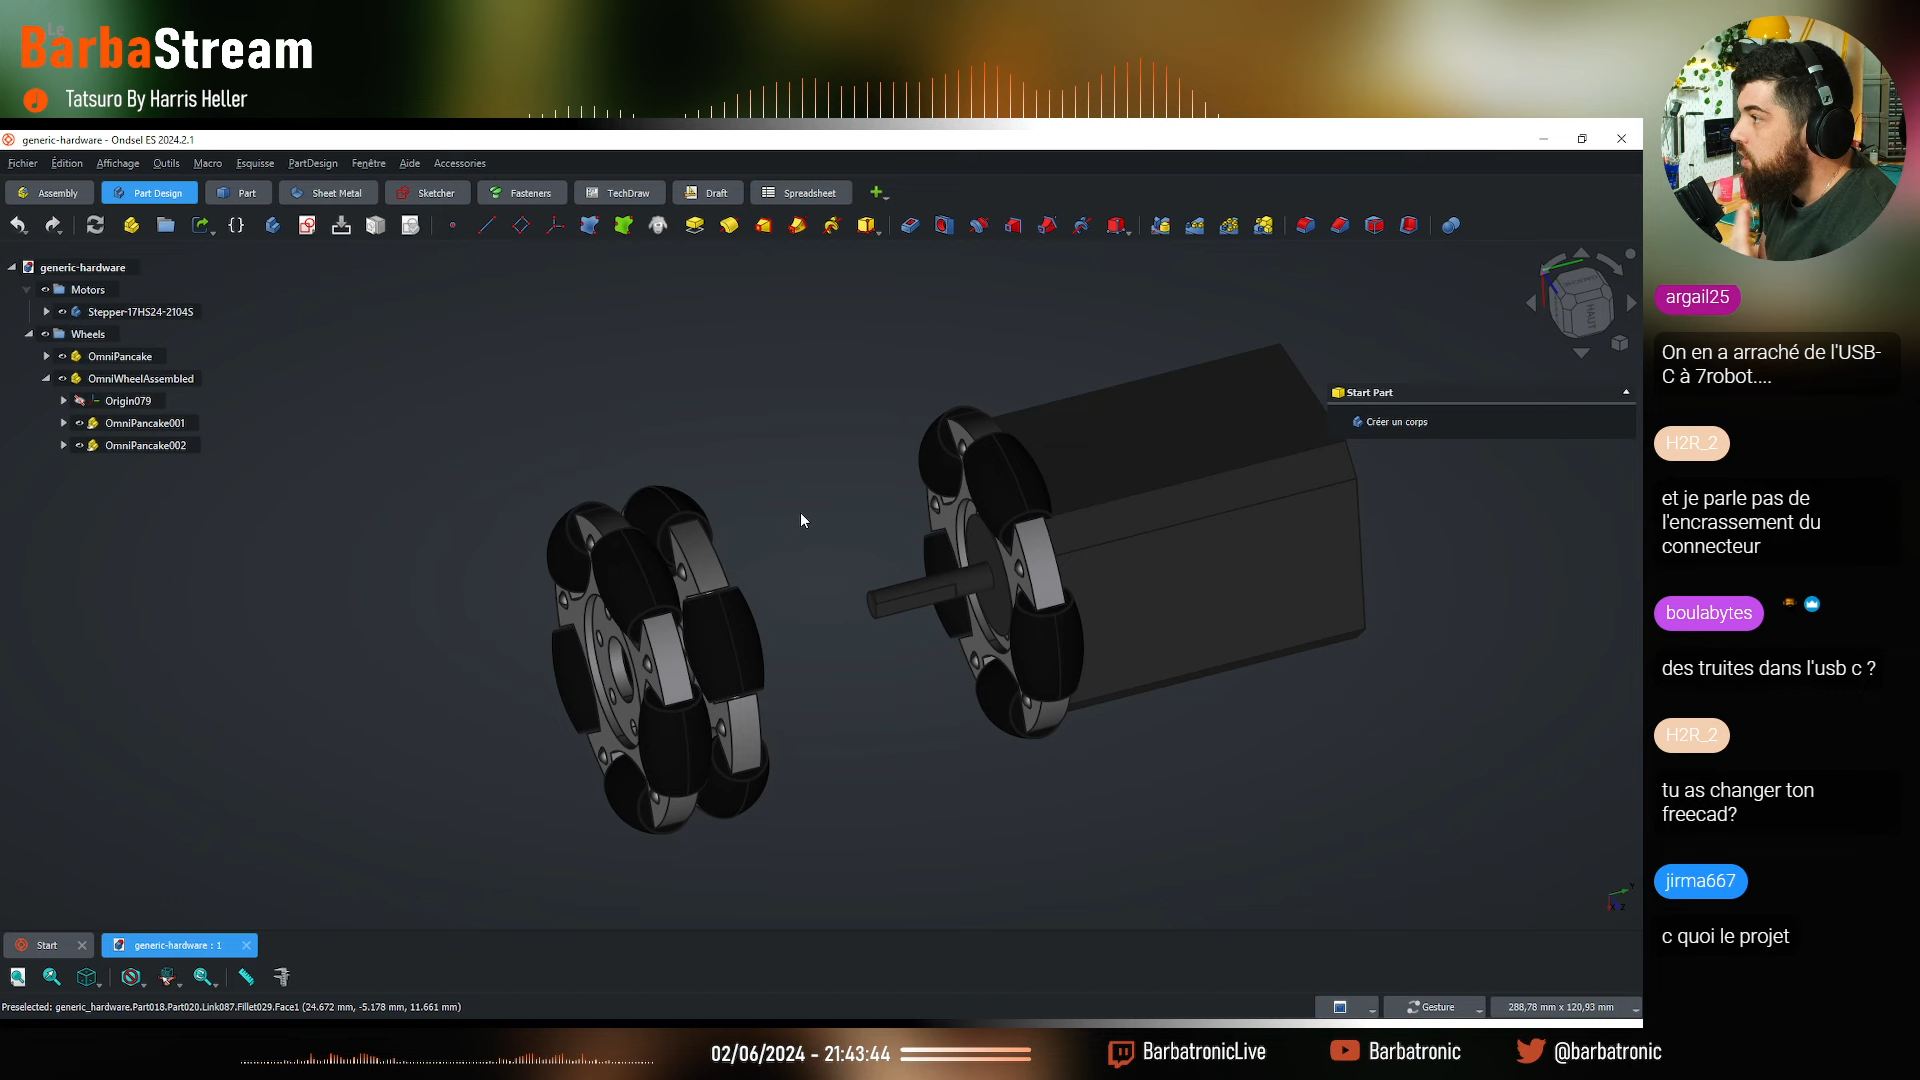 Le
BarbaStream
Tatsuro By Harris Heller
generic-hardware - Ondsel ES 2024.2.1
Fichier Édition Affichage Outils Macro Esquisse PartDesign Fenêtre Aide Accessories
Assembly Part Design Part Sheet Metal Sketcher Fasteners TechDraw Draft Spreadsheet
generic-hardware
Motors
Stepper-17HS24-2104S
Wheels
OmniPancake
OmniWheelAssembled
Origin079
OmniPancake001
OmniPancake002
HAUT
Start Part
Créer un corps
argail25
On en a arraché de l'USB-
C à 7robot....
H2R_2
et je parle pas de
l'encrassement du
connecteur
boulabytes
des truites dans l'usb c ?
H2R_2
tu as changer ton
freecad?
jirma667
c quoi le projet
Start generic-hardware : 1
Preselected: generic_hardware.Part018.Part020.Link087.Fillet029.Face1 (24.672 mm, -5.178 mm, 11.661 mm)
Gesture 288,78 mm x 120,93 mm
02/06/2024 - 21:43:44
BarbatronicLive Barbatronic @barbatronic